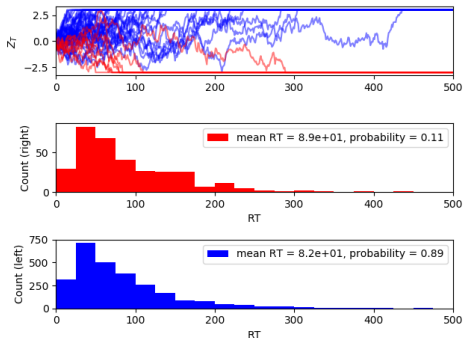 2.5
0.0
−2.5
Z_T
0 100 200 300 400 500
50
0
Count (right)
mean RT = 8.9e+01, probability = 0.11
0 100 200 300 400 500
RT
750
500
250
0
Count (left)
mean RT = 8.2e+01, probability = 0.89
0 100 200 300 400 500
RT